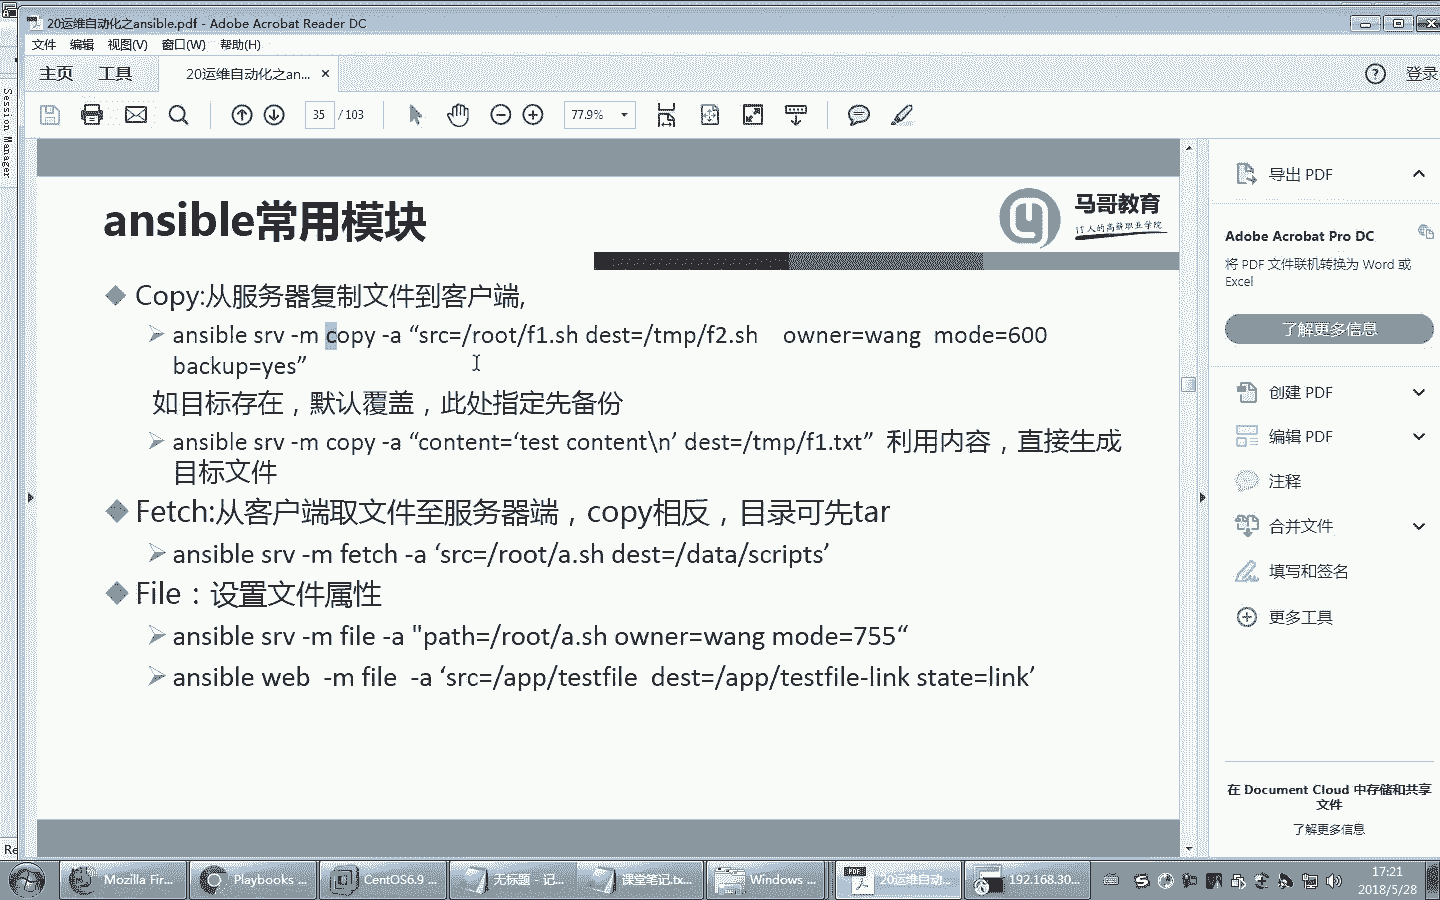 20运维自动化之ansible.pdf - Adobe Acrobat Reader DC
文件 编辑 视图(V) 窗口(W) 帮助(H)
主页 工具 20运维自动化之an... × 登录
35 / 103 77.9%
Session Manager
ansible常用模块
马哥教育
IT人的高薪职业学院
Copy:从服务器复制文件到客户端,
ansible srv -m copy -a “src=/root/f1.sh dest=/tmp/f2.sh owner=wang mode=600
backup=yes”
如目标存在，默认覆盖，此处指定先备份
ansible srv -m copy -a “content=‘test content\n’ dest=/tmp/f1.txt” 利用内容，直接生成
目标文件
Fetch:从客户端取文件至服务器端，copy相反，目录可先tar
ansible srv -m fetch -a ‘src=/root/a.sh dest=/data/scripts’
File：设置文件属性
ansible srv -m file -a "path=/root/a.sh owner=wang mode=755“
ansible web -m file -a ‘src=/app/testfile dest=/app/testfile-link state=link’
导出 PDF
Adobe Acrobat Pro DC
将 PDF 文件联机转换为 Word 或
Excel
了解更多信息
创建 PDF
编辑 PDF
注释
合并文件
填写和签名
更多工具
在 Document Cloud 中存储和共享
文件
了解更多信息
Re
Mozilla Fir... Playbooks ... CentOS6.9 ... 无标题 - 记... 课堂笔记.tx... Windows ... 20运维自动... 192.168.30...
17:21
2018/5/28